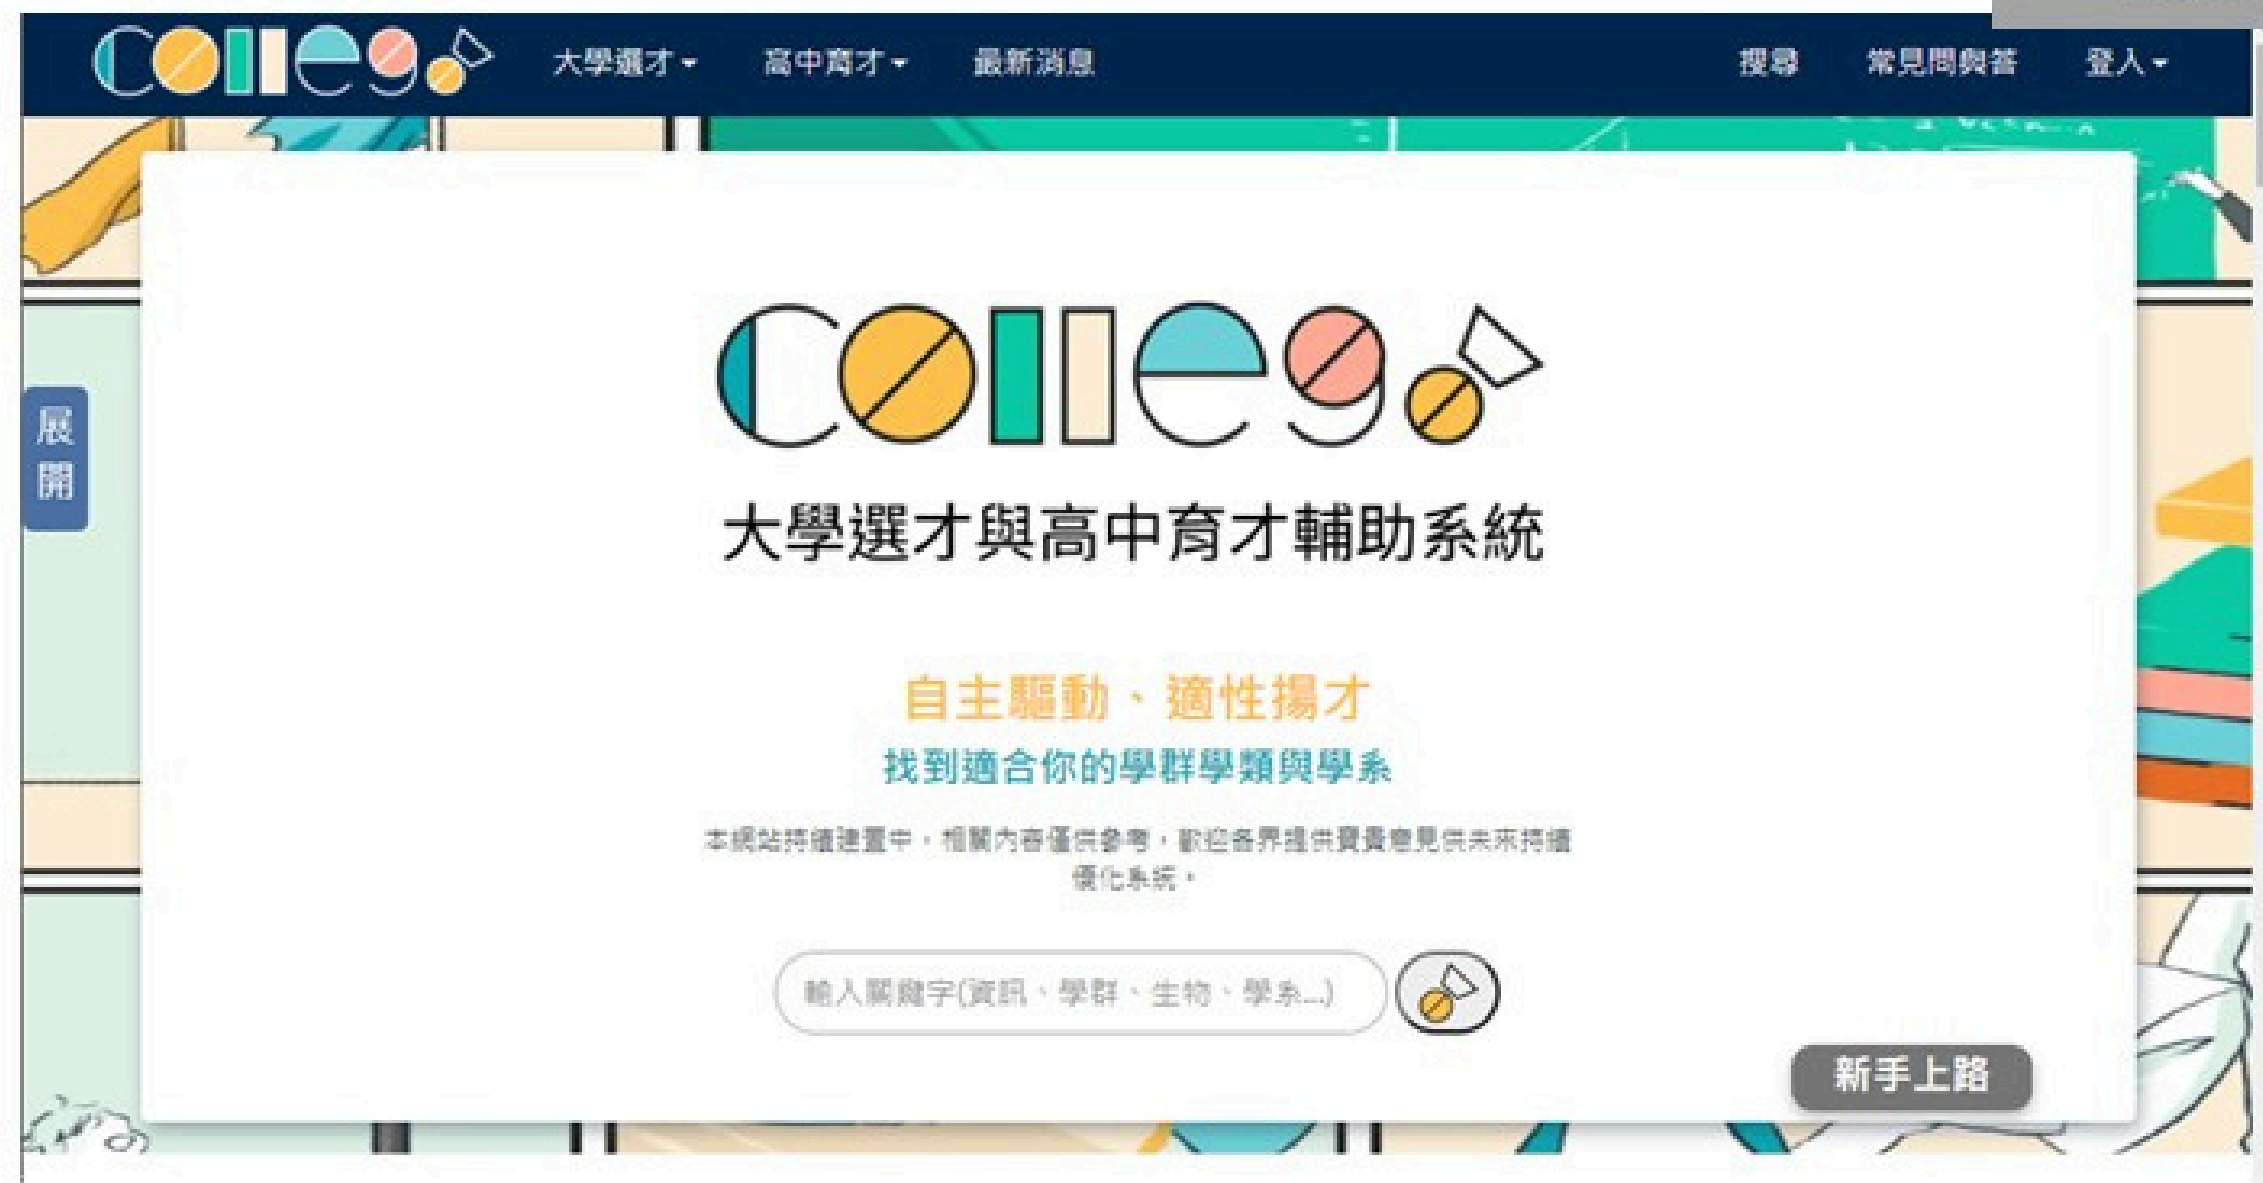 collego 大學選才 高中育才 最新消息 搜尋 常見問與答 登入
展開
collego
大學選才與高中育才輔助系統
自主驅動、適性揚才
找到適合你的學群學類與學系
本網站持續建置中，相關內容僅供參考，歡迎各界提供寶貴意見供未來持續
優化系統。
輸入關鍵字(資訊、學群、生物、學系...)
新手上路